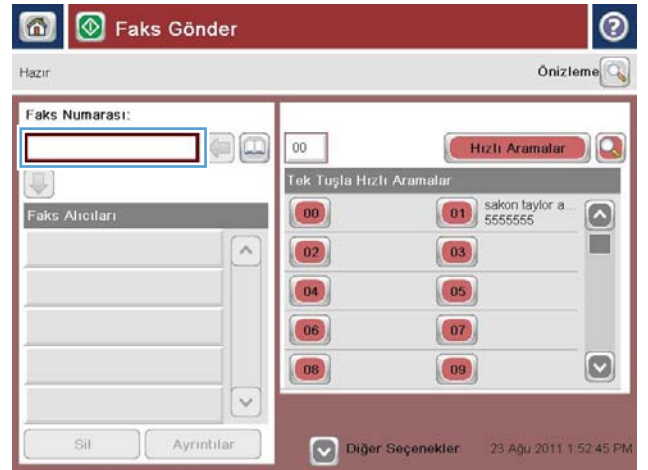 Faks Gönder
Hazır
Önizleme
Faks Numarası:
00
Hızlı Aramalar
Tek Tuşla Hızlı Aramalar
Faks Alıcıları
00
01
sakon taylor a...
5555555
02
03
04
05
06
07
08
09
Sil
Ayrıntılar
Diğer Seçenekler
23 Ağu 2011 1:52:45 PM